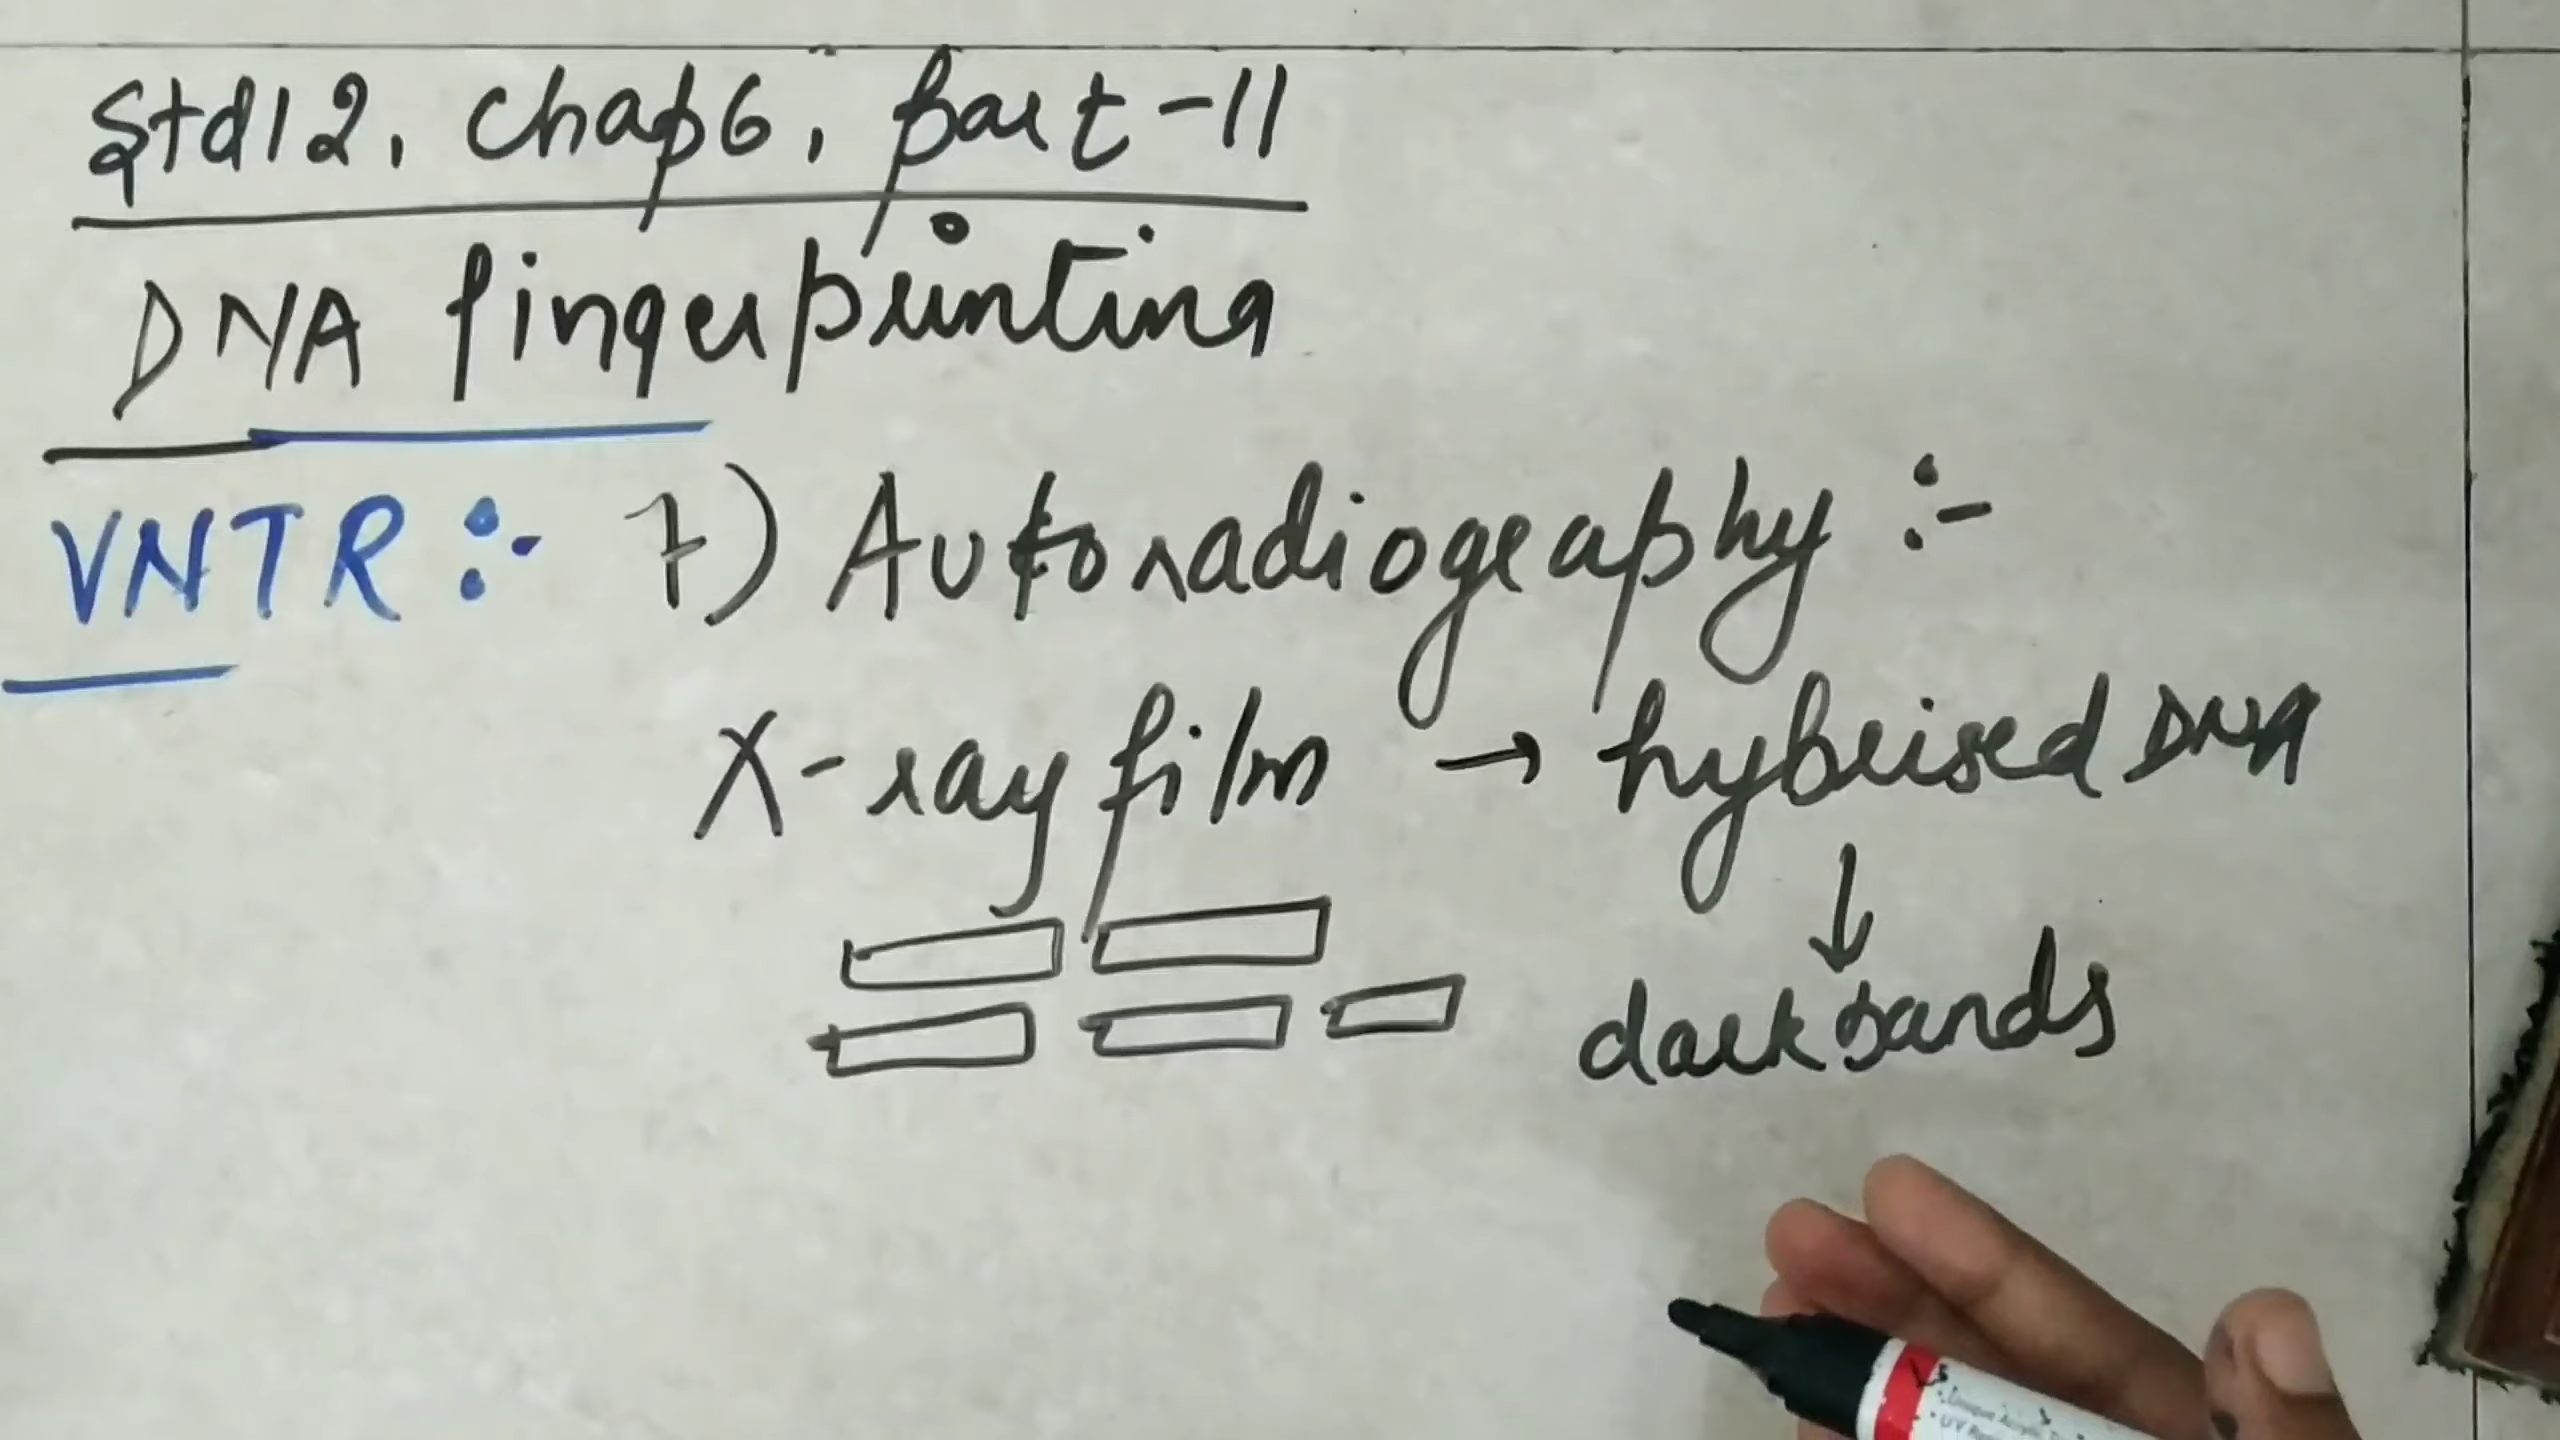 Std12, Chap6, part-11
DNA fingerprinting
VNTR:- 7) Autoradiography :-
X-ray film → hybrised DNA
↓
dark bands